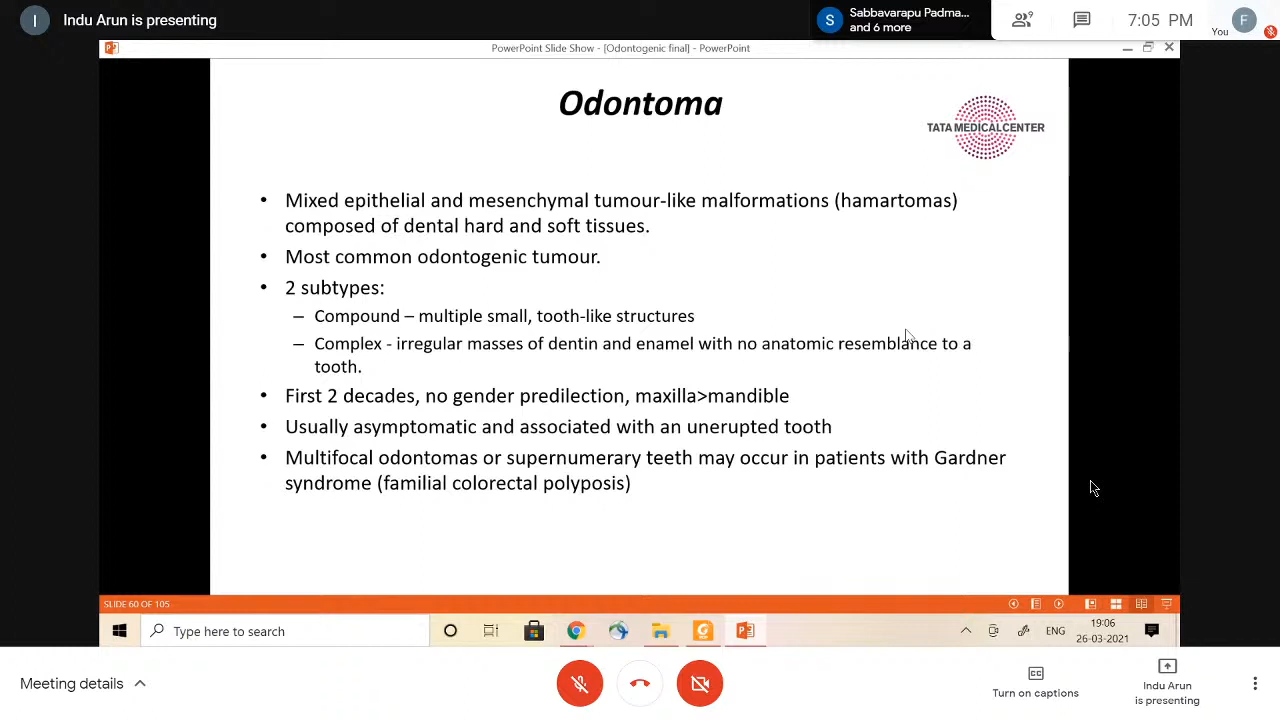 I
Indu Arun is presenting
S
Sabbavarapu Padma...
and 6 more
9
7:05 PM
F
You
PowerPoint Slide Show - [Odontogenic final] - PowerPoint
Odontoma
TATA MEDICAL CENTER
• Mixed epithelial and mesenchymal tumour-like malformations (hamartomas)
composed of dental hard and soft tissues.
• Most common odontogenic tumour.
• 2 subtypes:
– Compound – multiple small, tooth-like structures
– Complex - irregular masses of dentin and enamel with no anatomic resemblance to a
tooth.
• First 2 decades, no gender predilection, maxilla>mandible
• Usually asymptomatic and associated with an unerupted tooth
• Multifocal odontomas or supernumerary teeth may occur in patients with Gardner
syndrome (familial colorectal polyposis)
SLIDE 60 OF 105
Type here to search
ENG
19:06
26-03-2021
Meeting details
CC
Turn on captions
Indu Arun
is presenting